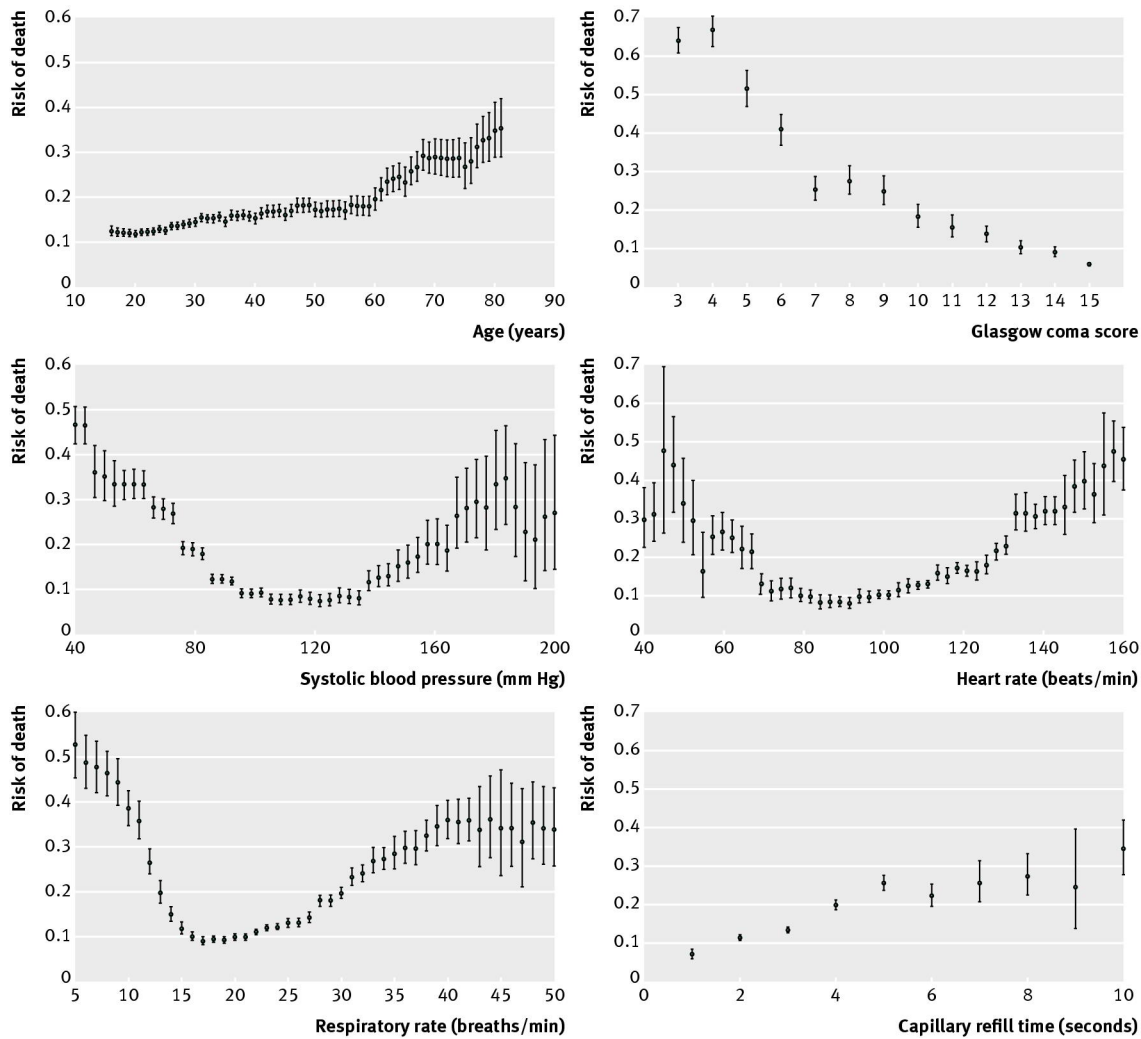 Risk of death
0.6
0.5
0.4
0.3
0.2
0.1
0
10 20 30 40 50 60 70 80 90
Age (years)
Risk of death
0.7
0.6
0.5
0.4
0.3
0.2
0.1
0
3 4 5 6 7 8 9 10 11 12 13 14 15
Glasgow coma score
Risk of death
0.6
0.5
0.4
0.3
0.2
0.1
0
40 80 120 160 200
Systolic blood pressure (mm Hg)
Risk of death
0.7
0.6
0.5
0.4
0.3
0.2
0.1
0
40 60 80 100 120 140 160
Heart rate (beats/min)
Risk of death
0.6
0.5
0.4
0.3
0.2
0.1
0
5 10 15 20 25 30 35 40 45 50
Respiratory rate (breaths/min)
Risk of death
0.7
0.6
0.5
0.4
0.3
0.2
0.1
0
0 2 4 6 8 10
Capillary refill time (seconds)